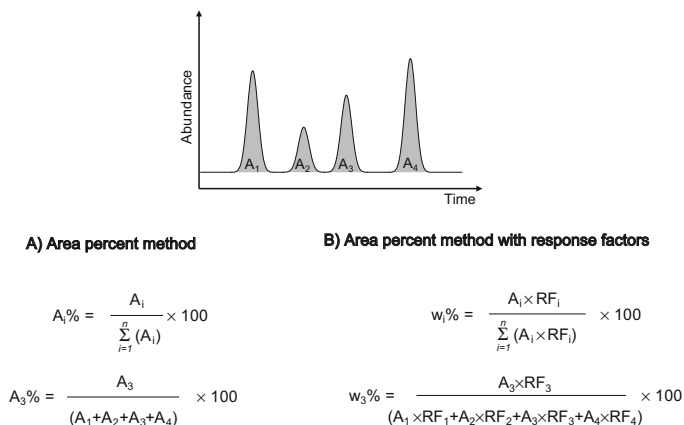 Abundance
A₁ A₂ A₃ A₄
Time
A) Area percent method
B) Area percent method with response factors
Aᵢ% = Aᵢ / n Σ i=1 (Aᵢ) × 100
wᵢ% = Aᵢ×RFᵢ / n Σ i=1 (Aᵢ×RFᵢ) × 100
A₃% = A₃ / (A₁+A₂+A₃+A₄) × 100
w₃% = A₃×RF₃ / (A₁×RF₁+A₂×RF₂+A₃×RF₃+A₄×RF₄) × 100